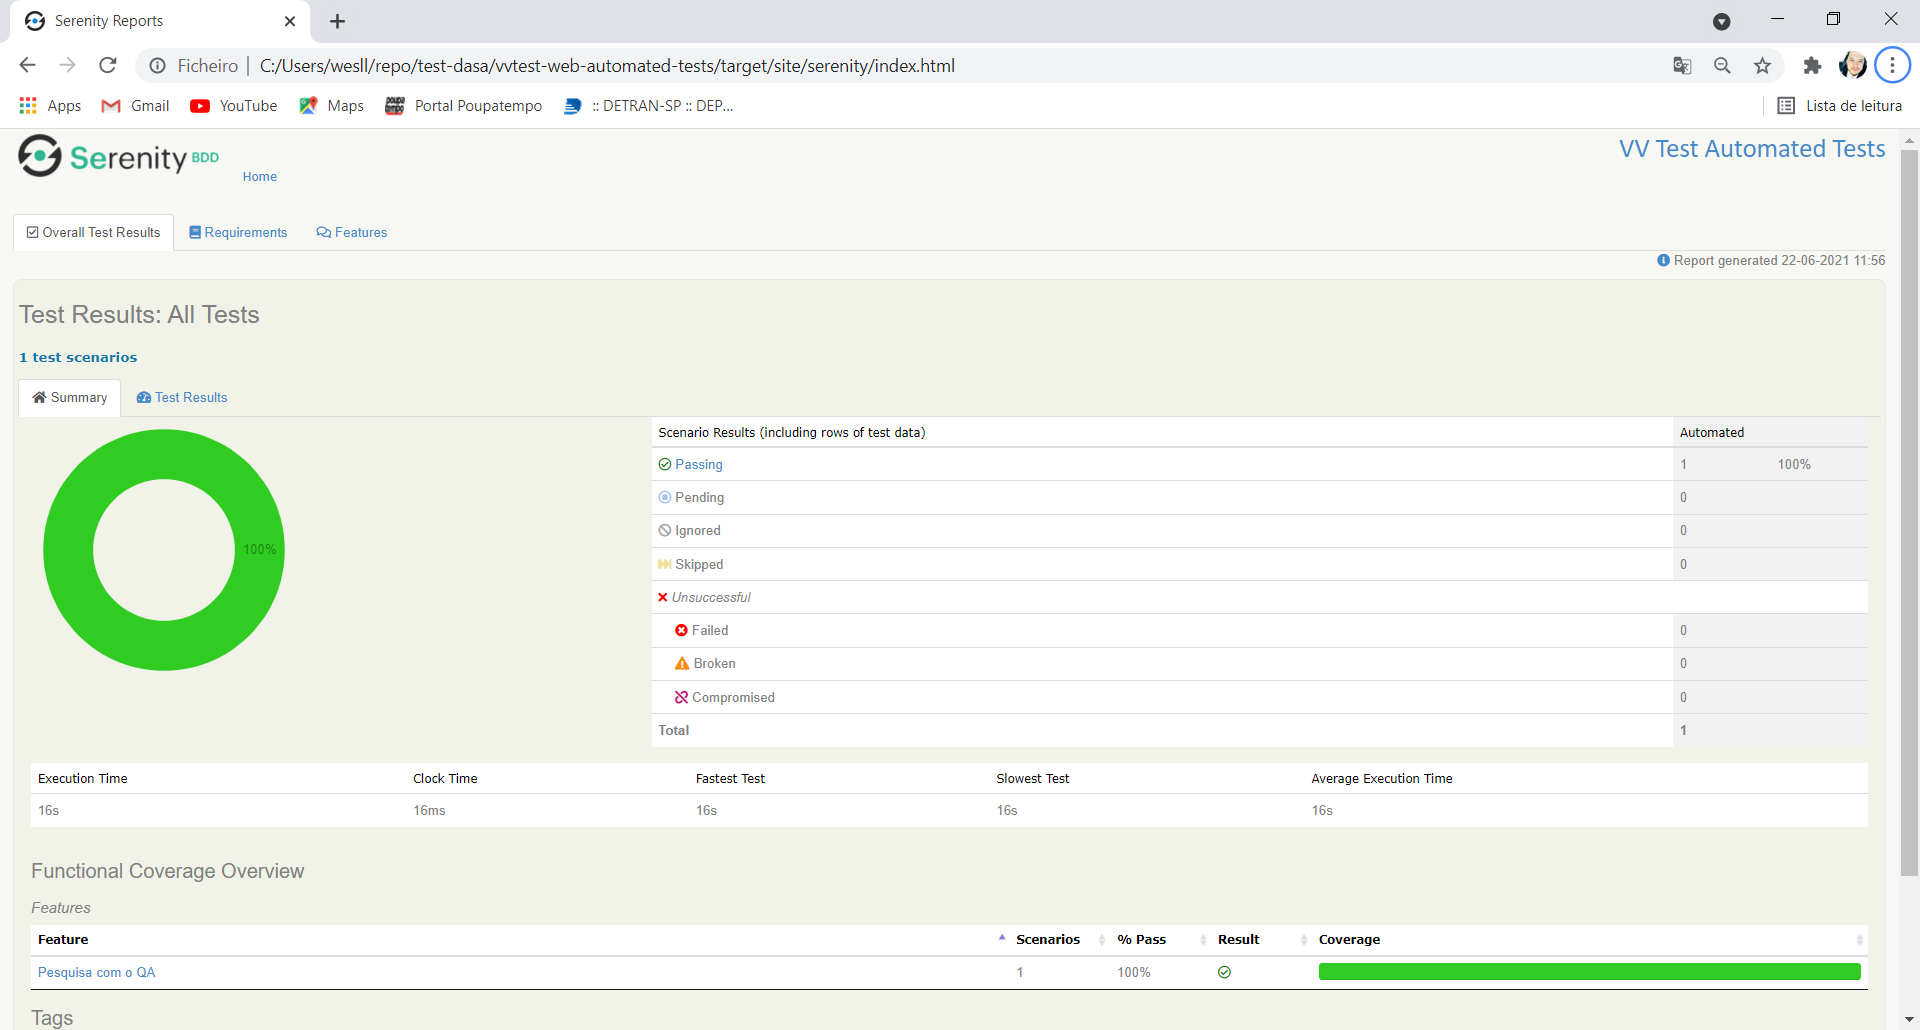 Serenity Reports
Ficheiro | C:/Users/wesll/repo/test-dasa/vvtest-web-automated-tests/target/site/serenity/index.html
Apps Gmail YouTube Maps Portal Poupatempo :: DETRAN-SP :: DEP... Lista de leitura
Serenity BDD
Home
VV Test Automated Tests
Overall Test Results Requirements Features
Report generated 22-06-2021 11:56
Test Results: All Tests
1 test scenarios
Summary Test Results
100%
Scenario Results (including rows of test data) Automated
Passing 1 100%
Pending 0
Ignored 0
Skipped 0
Unsuccessful
Failed 0
Broken 0
Compromised 0
Total 1
Execution Time Clock Time Fastest Test Slowest Test Average Execution Time
16s 16ms 16s 16s 16s
Functional Coverage Overview
Features
Feature Scenarios % Pass Result Coverage
Pesquisa com o QA 1 100%
Tags